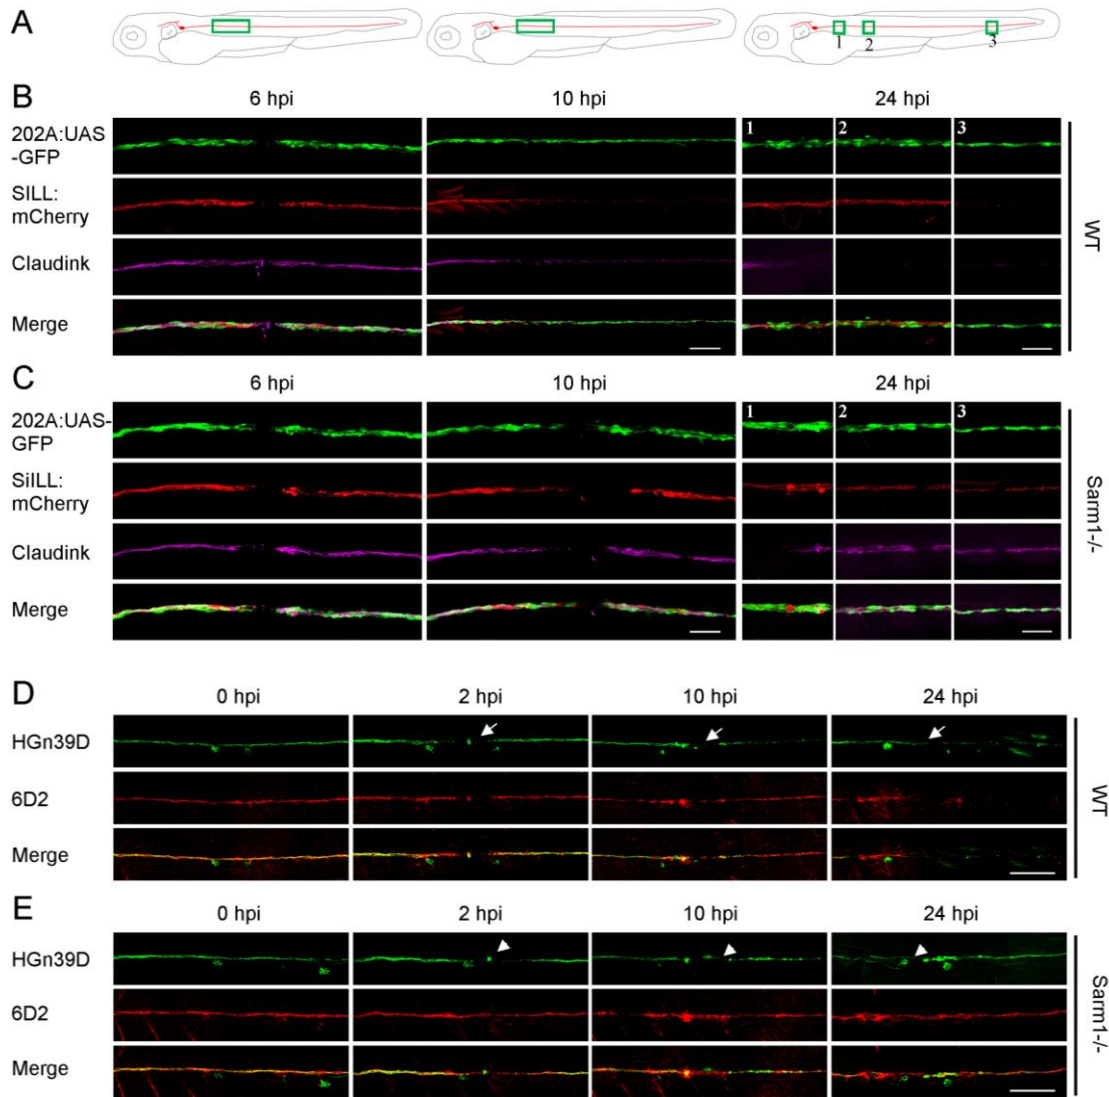 A
1
2
3
B
6 hpi
10 hpi
24 hpi
202A:UAS
-GFP
1
2
3
SILL:
mCherry
Claudink
Merge
WT
C
6 hpi
10 hpi
24 hpi
202A:UAS-
GFP
1
2
3
SilLL:
mCherry
Claudink
Merge
Sarm1-/-
D
0 hpi
2 hpi
10 hpi
24 hpi
HGn39D
6D2
Merge
WT
E
0 hpi
2 hpi
10 hpi
24 hpi
HGn39D
6D2
Merge
Sarm1-/-